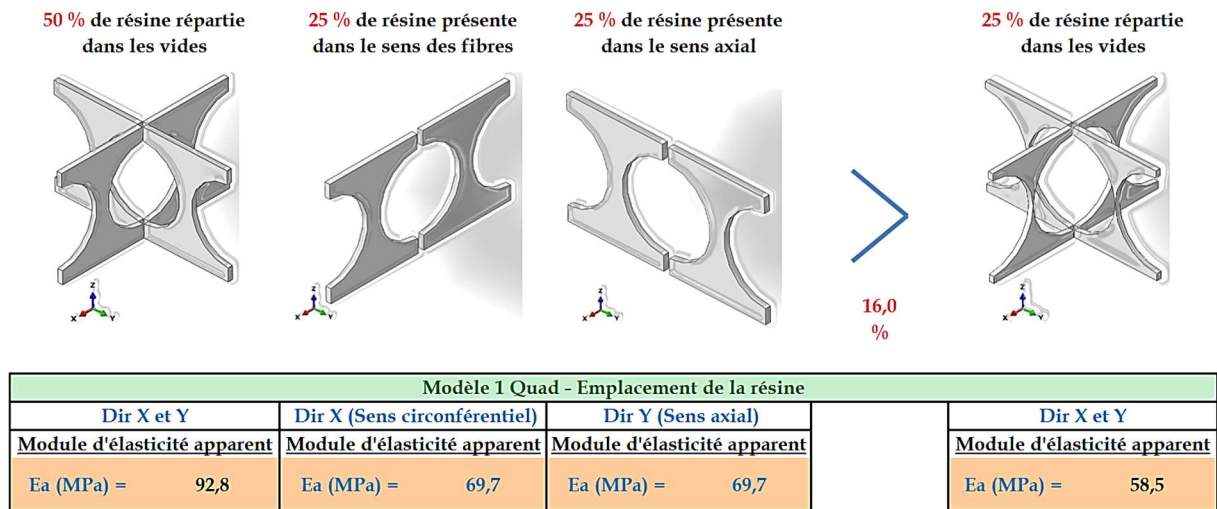 50 % de résine répartie
dans les vides
25 % de résine présente
dans le sens des fibres
25 % de résine présente
dans le sens axial
25 % de résine répartie
dans les vides
Z
X
Y
Z
X
Y
Z
X
Y
Z
X
Y
16,0
%
Modèle 1 Quad - Emplacement de la résine
Dir X et Y
Dir X (Sens circonférentiel)
Dir Y (Sens axial)
Dir X et Y
Module d'élasticité apparent
Module d'élasticité apparent
Module d'élasticité apparent
Module d'élasticité apparent
Ea (MPa) = 92,8
Ea (MPa) = 69,7
Ea (MPa) = 69,7
Ea (MPa) = 58,5